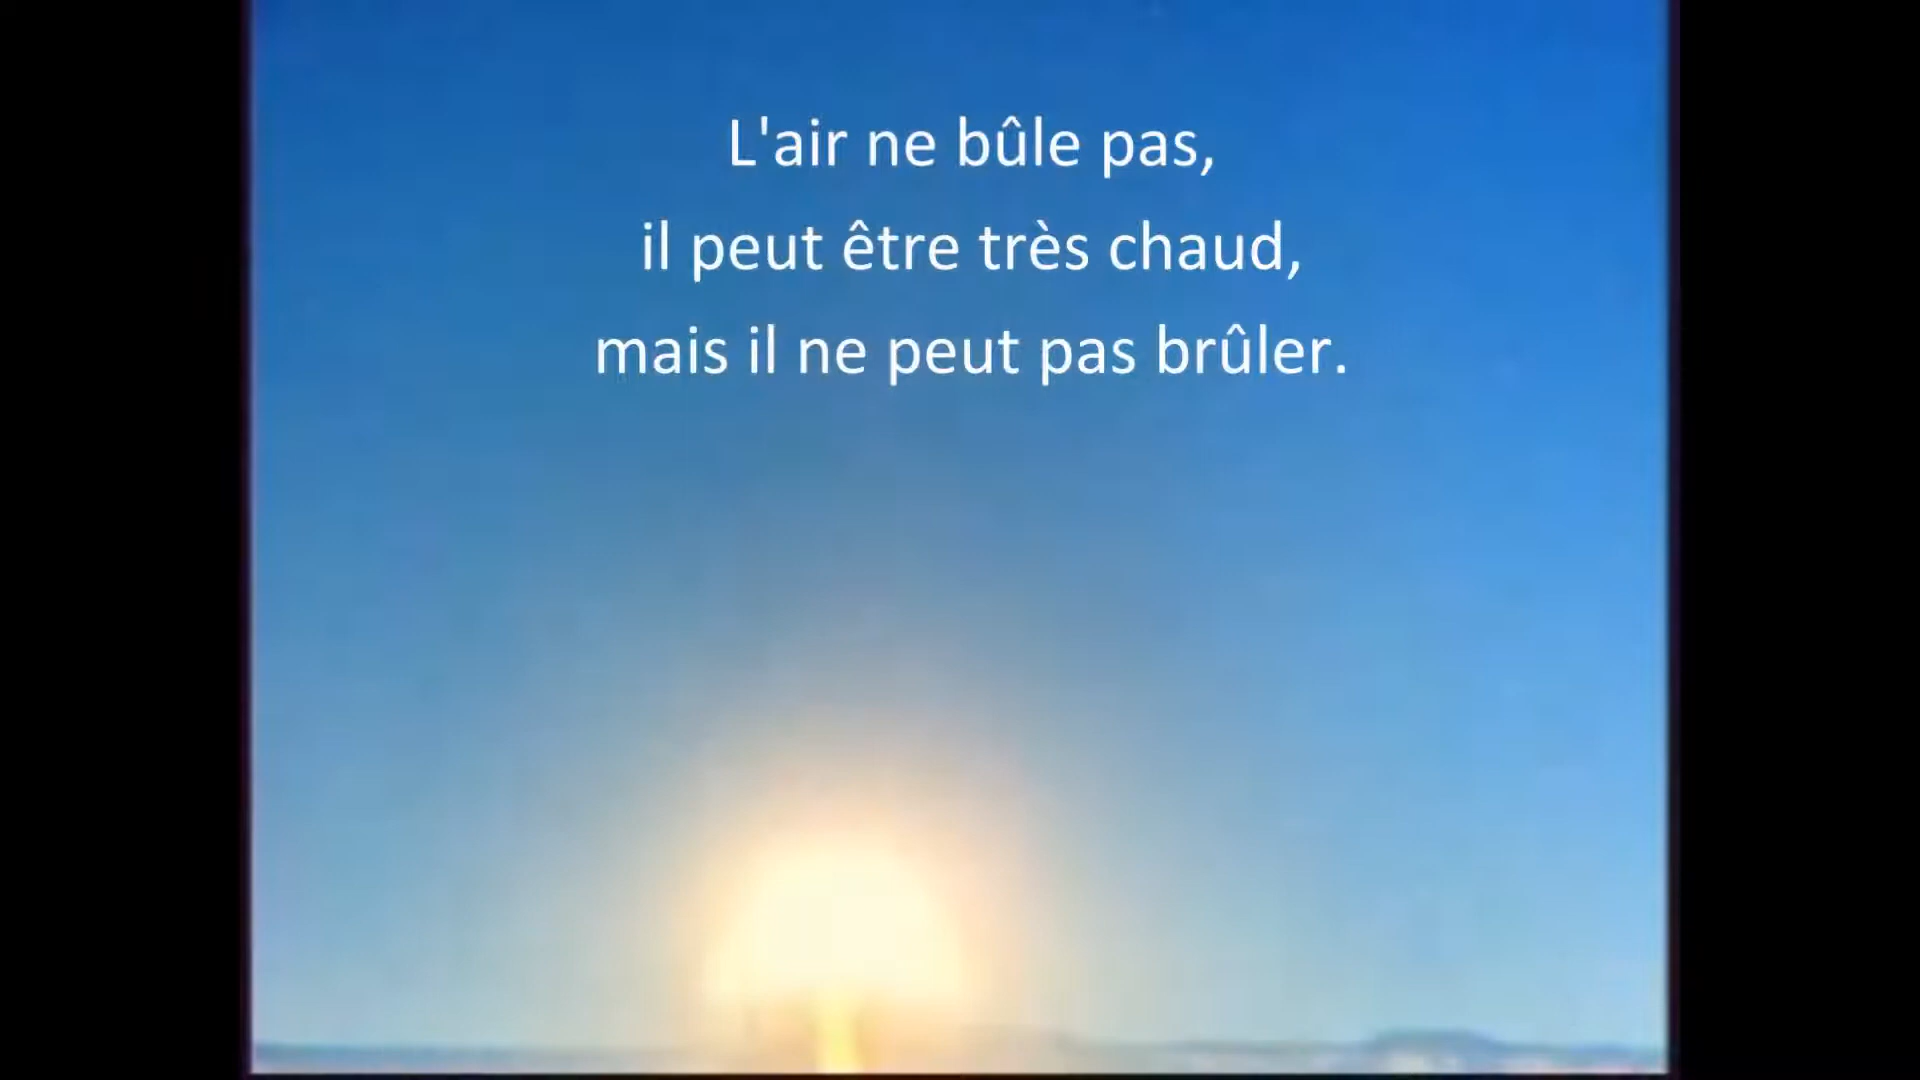 L'air ne bûle pas,
il peut être très chaud,
mais il ne peut pas brûler.